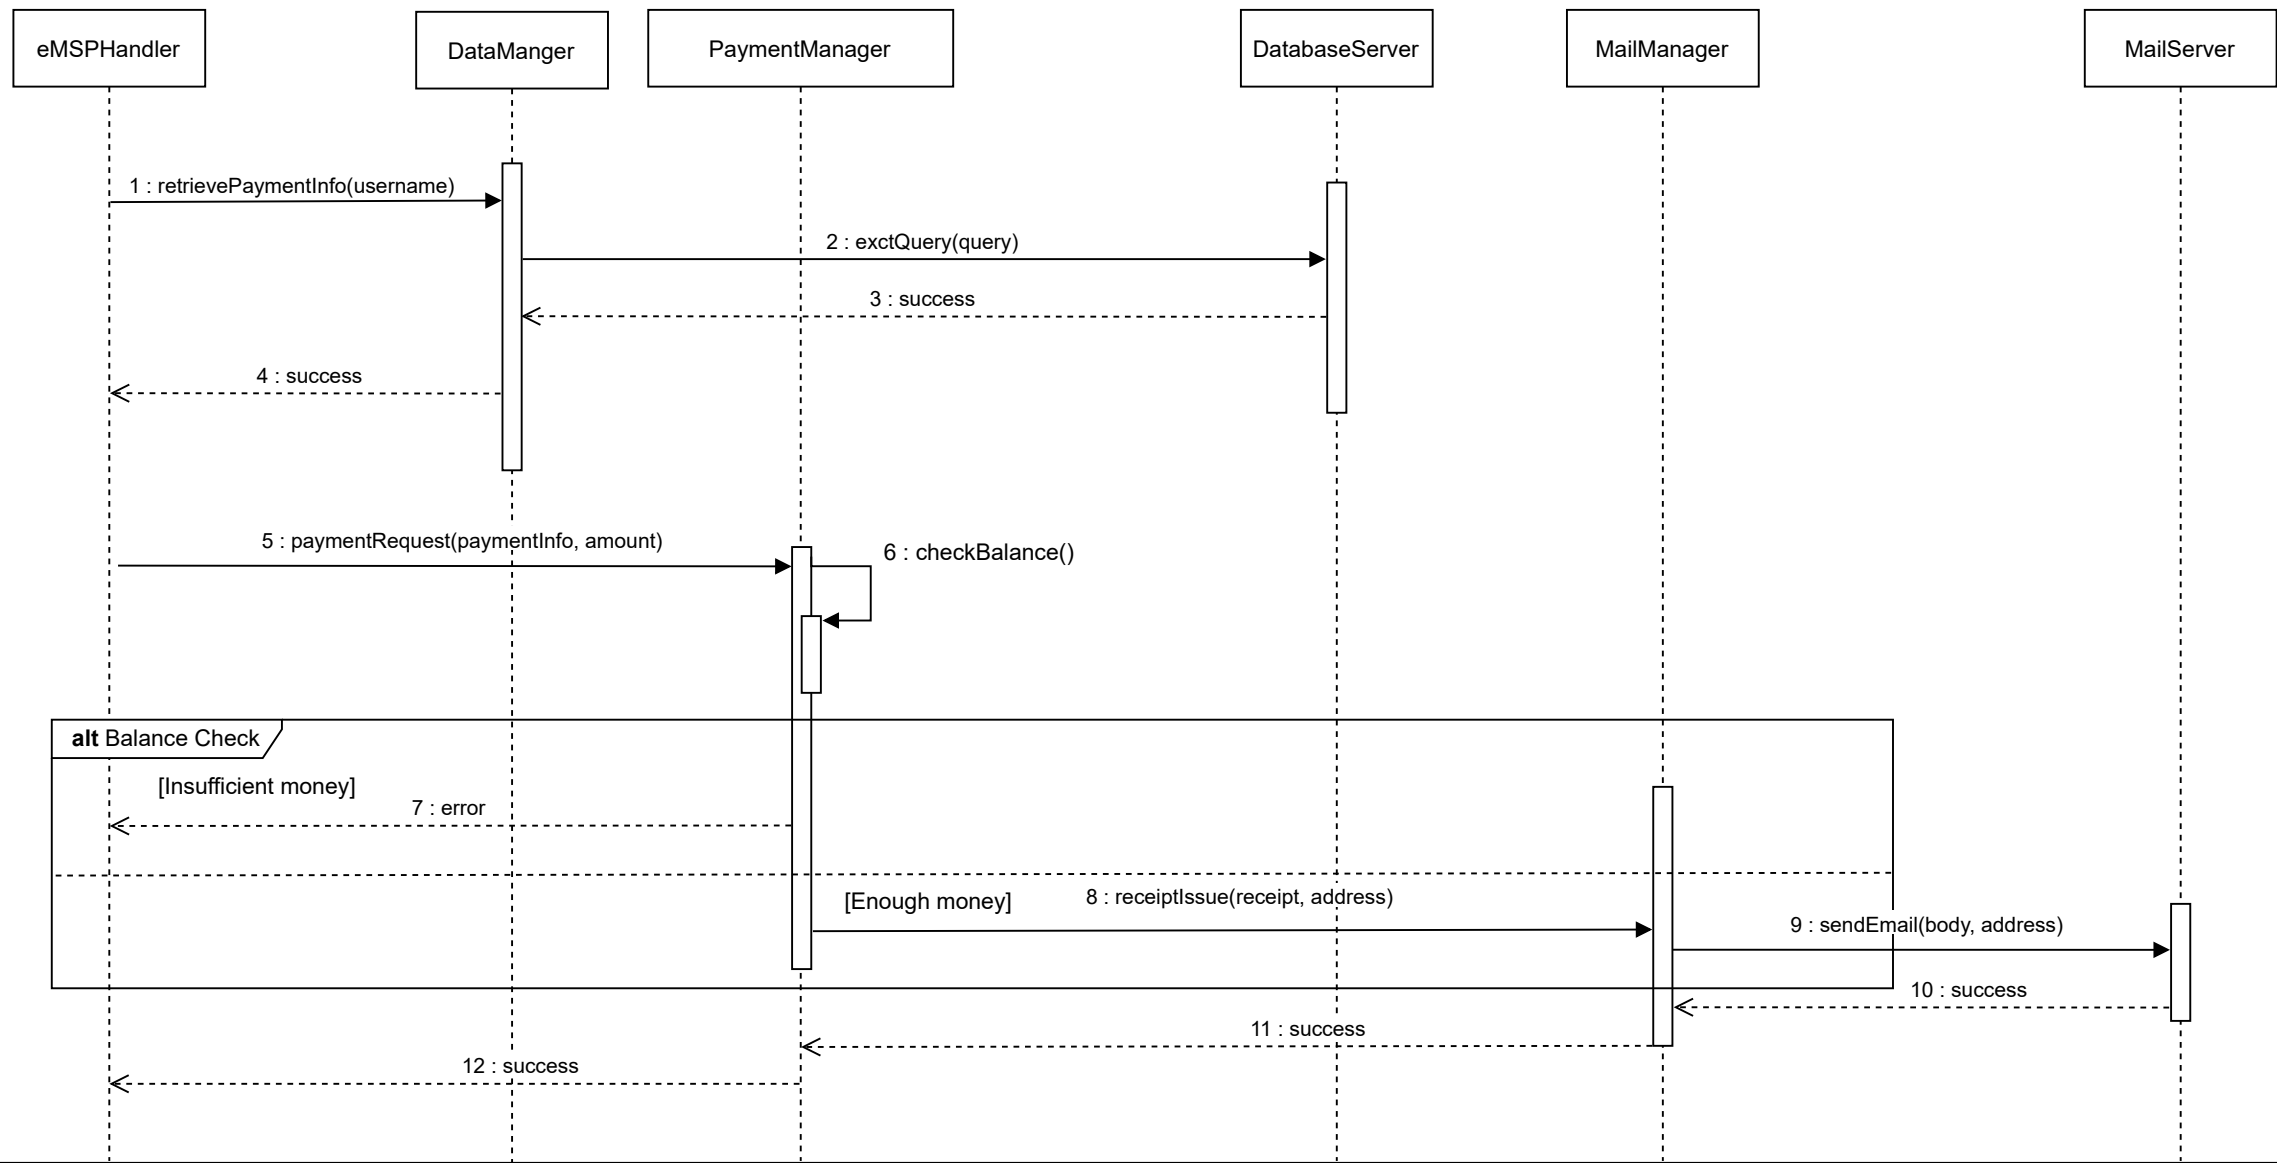 eMSPHandler
DataManger
PaymentManager
DatabaseServer
MailManager
MailServer
1 : retrievePaymentInfo(username)
2 : exctQuery(query)
3 : success
4 : success
5 : paymentRequest(paymentInfo, amount)
6 : checkBalance()
alt Balance Check
[Insufficient money]
7 : error
[Enough money]
8 : receiptIssue(receipt, address)
9 : sendEmail(body, address)
10 : success
11 : success
12 : success